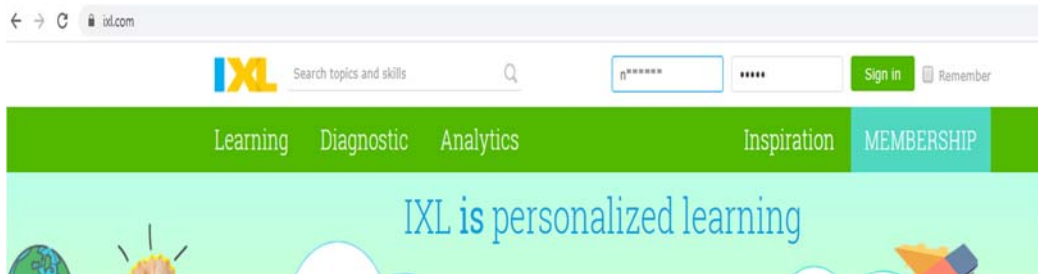 ixl.com
IXL Search topics and skills n****** ••••• Sign in Remember
Learning Diagnostic Analytics Inspiration MEMBERSHIP
IXL is personalized learning